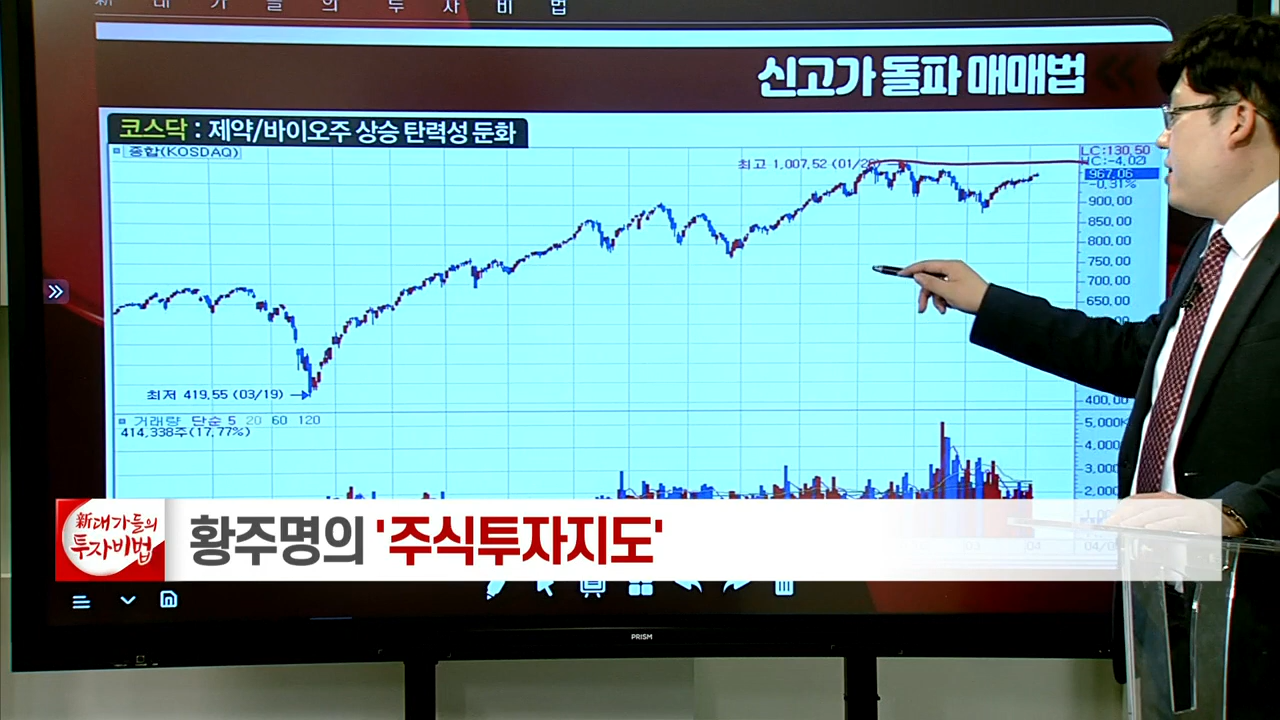 新 대 가 들 의 투 자 비 법
신고가 돌파 매매법
코스닥 : 제약/바이오주 상승 탄력성 둔화
종합(KOSDAQ)
최고 1,007,52 (01/26)
LC:130,50
HC:-4,02
967,06
-0,31%
900,00
850,00
800,00
750,00
700,00
650,00
최저 419,55 (03/19)
400,00
거래량 단순 5 20 60 120
414,338주(17,77%)
5,000K
4,000
3,000
2,000
新대가들의
투자비법
황주명의 '주식투자지도'
PRISM